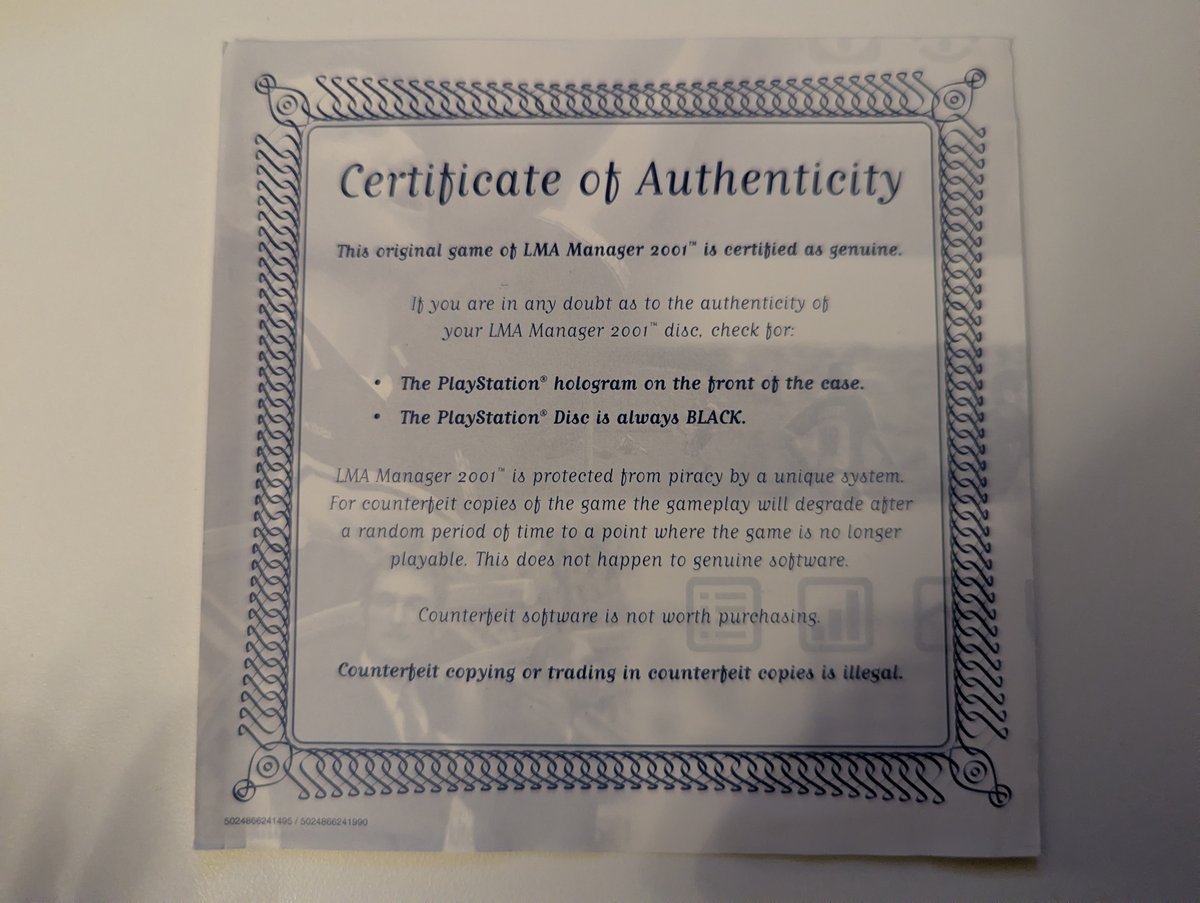 Certificate of Authenticity
This original game of LMA Manager 2001™ is certified as genuine.
If you are in any doubt as to the authenticity of
your LMA Manager 2001™ disc, check for:
• The PlayStation® hologram on the front of the case.
• The PlayStation® Disc is always BLACK.
LMA Manager 2001™ is protected from piracy by a unique system.
For counterfeit copies of the game the gameplay will degrade after
a random period of time to a point where the game is no longer
playable. This does not happen to genuine software.
Counterfeit software is not worth purchasing.
Counterfeit copying or trading in counterfeit copies is illegal.
5024866241495 / 5024866241990